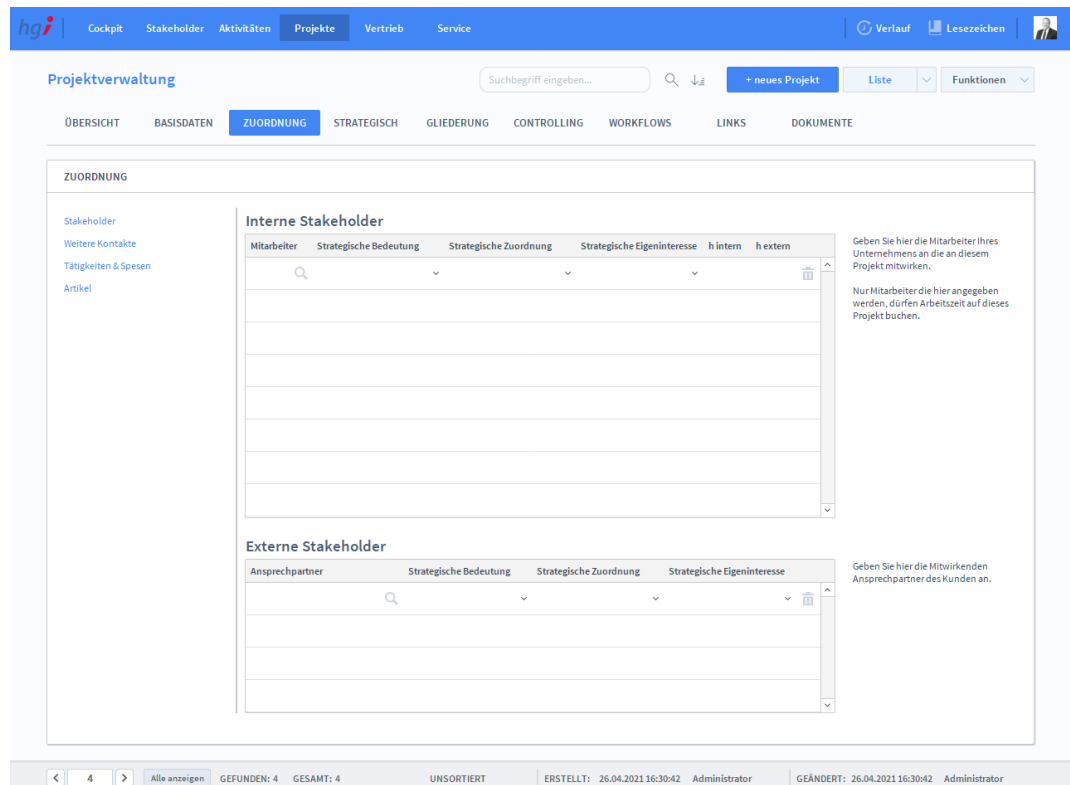 hgi
Cockpit Stakeholder Aktivitäten Projekte Vertrieb Service Verlauf Lesezeichen
Projektverwaltung
Suchbegriff eingeben...
+ neues Projekt
Liste
Funktionen
ÜBERSICHT BASISDATEN ZUORDNUNG STRATEGISCH GLIEDERUNG CONTROLLING WORKFLOWS LINKS DOKUMENTE
ZUORDNUNG
Stakeholder
Weitere Kontakte
Tätigkeiten & Spesen
Artikel
Interne Stakeholder
Mitarbeiter Strategische Bedeutung Strategische Zuordnung Strategische Eigeninteresse h intern h extern
Geben Sie hier die Mitarbeiter Ihres
Unternehmens an die an diesem
Projekt mitwirken.
Nur Mitarbeiter die hier angegeben
werden, dürfen Arbeitszeit auf dieses
Projekt buchen.
Externe Stakeholder
Ansprechpartner Strategische Bedeutung Strategische Zuordnung Strategische Eigeninteresse
Geben Sie hier die Mitwirkenden
Ansprechpartner des Kunden an.
4 Alle anzeigen GEFUNDEN: 4 GESAMT: 4 UNSORTIERT ERSTELLT: 26.04.2021 16:30:42 Administrator GEÄNDERT: 26.04.2021 16:30:42 Administrator